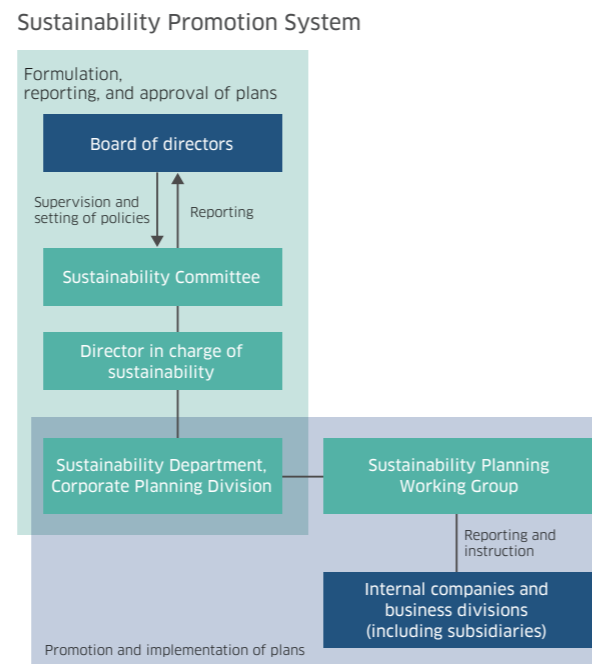 Sustainability Promotion System
Formulation,
reporting, and approval of plans
Board of directors
Supervision and
setting of policies
Reporting
Sustainability Committee
Director in charge of
sustainability
Sustainability Department,
Corporate Planning Division
Sustainability Planning
Working Group
Reporting and
instruction
Internal companies and
business divisions
(including subsidiaries)
Promotion and implementation of plans